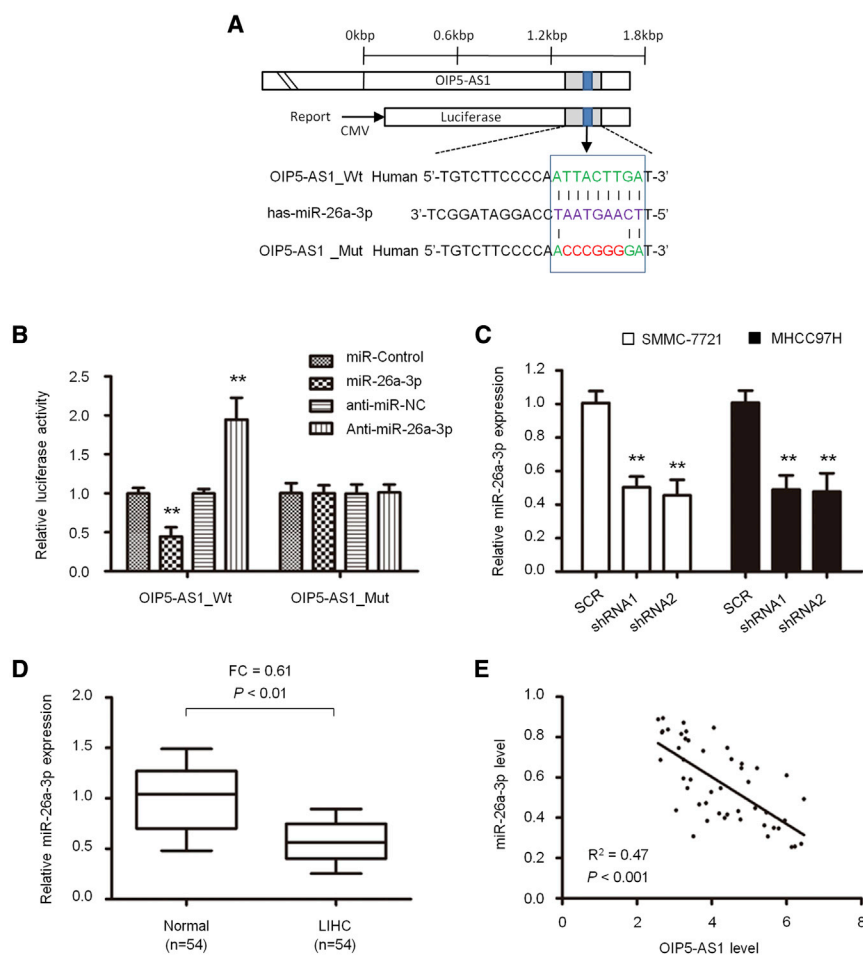 A
0kbp 0.6kbp 1.2kbp 1.8kbp
OIP5-AS1
Report
CMV
Luciferase
OIP5-AS1_Wt Human 5'-TGTCTTCCCCAATTACTTGAT-3'
has-miR-26a-3p 3'-TCGGATAGGACCTAATGAACTT-5'
OIP5-AS1 _Mut Human 5'-TGTCTTCCCCAACCCGGGGAT-3'
B
miR-Control
miR-26a-3p
anti-miR-NC
Anti-miR-26a-3p
Relative luciferase activity
2.5
2.0
1.5
1.0
0.5
0.0
**
**
OIP5-AS1_Wt OIP5-AS1_Mut
C
SMMC-7721 MHCC97H
Relative miR-26a-3p expression
1.2
1.0
0.8
0.6
0.4
0.2
0.0
** ** ** **
SCR shRNA1 shRNA2 SCR shRNA1 shRNA2
D
FC = 0.61
P < 0.01
Relative miR-26a-3p expression
2.0
1.5
1.0
0.5
0.0
Normal LIHC
(n=54) (n=54)
E
miR-26a-3p level
1.0
0.8
0.6
0.4
0.2
0.0
R² = 0.47
P < 0.001
0 2 4 6 8
OIP5-AS1 level